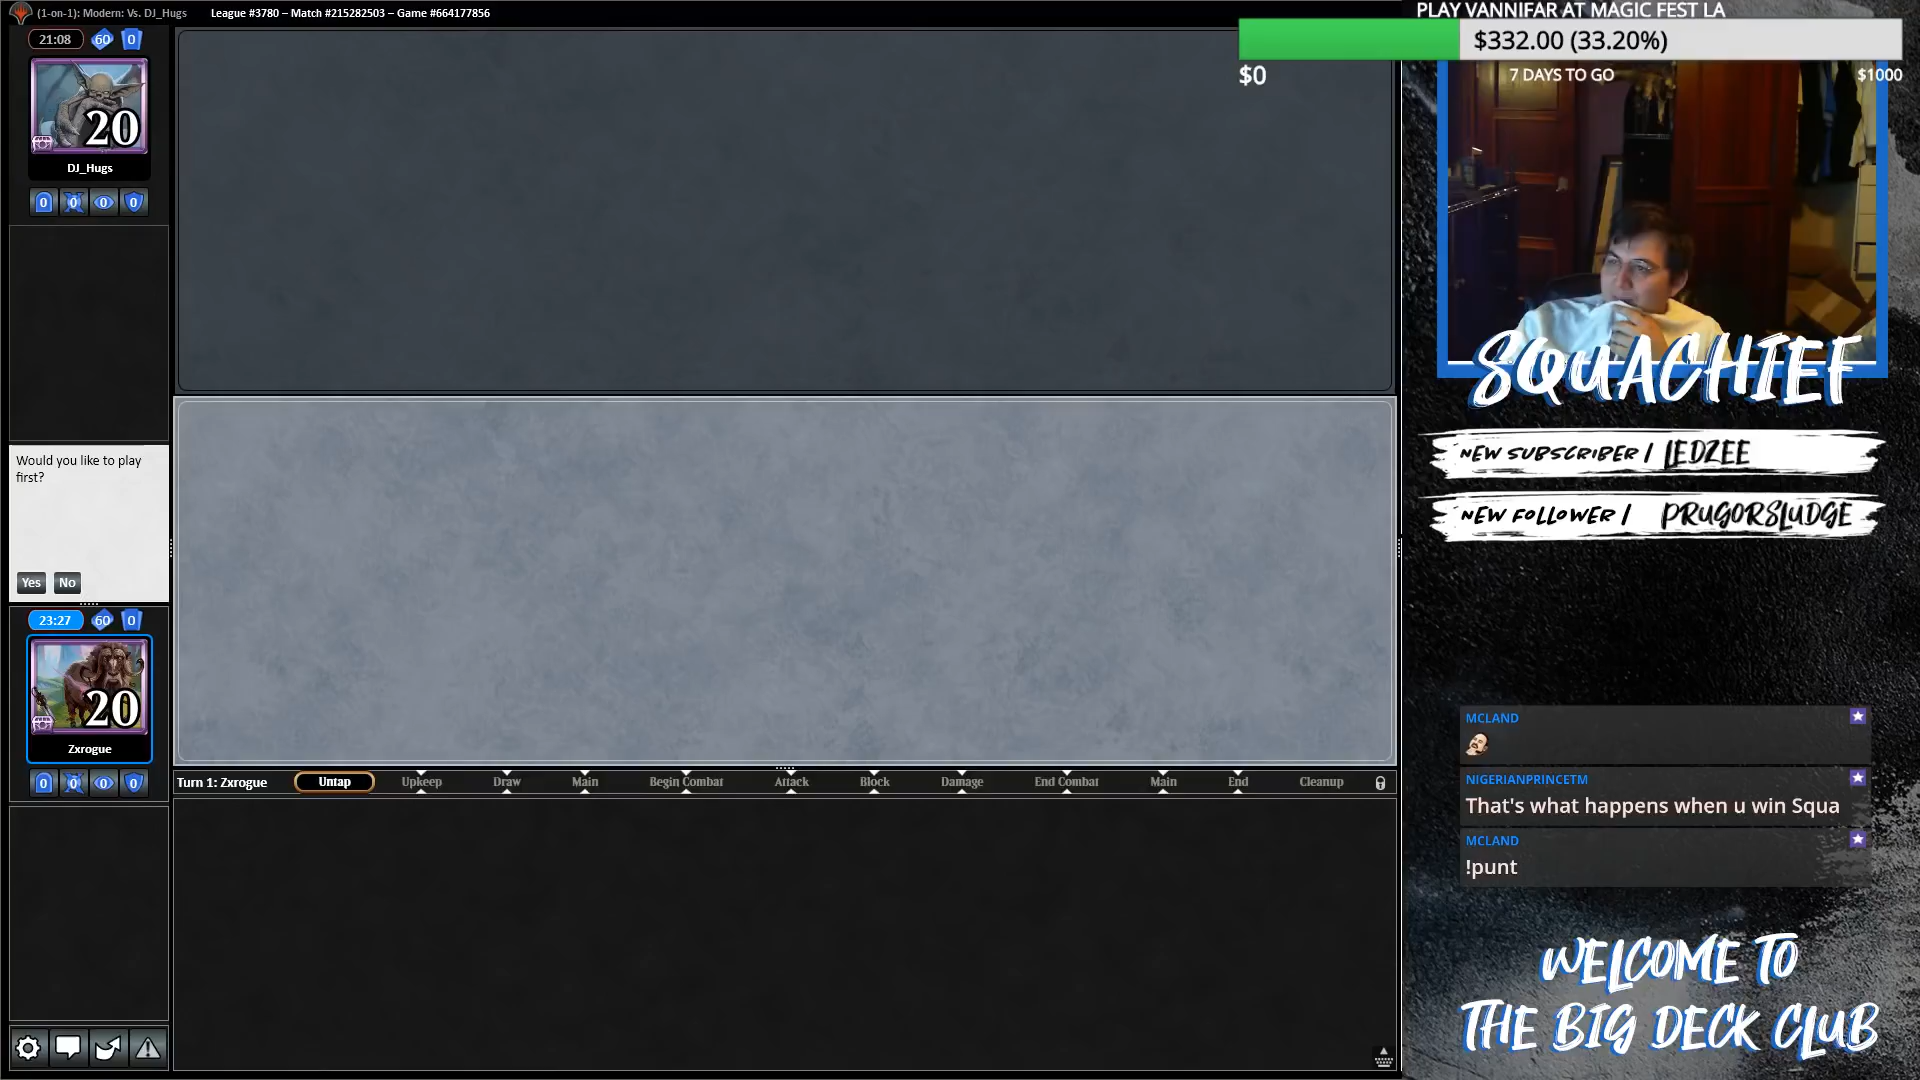 (1-on-1): Modern: Vs. DJ_Hugs
League #3780 – Match #215282503 – Game #664177856
21:08
60
0
20
DJ_Hugs
0
0
0
0
Would you like to play
first?
Yes
No
23:27
60
0
20
Zxrogue
0
0
0
0
Turn 1: Zxrogue
Untap
Upkeep
Draw
Main
Begin Combat
Attack
Block
Damage
End Combat
Main
End
Cleanup
PLAY VANNIFAR AT MAGIC FEST LA
$332.00 (33.20%)
$0
7 DAYS TO GO
$1000
SQUACHIEF
NEW SUBSCRIBER / LEDZEE
NEW FOLLOWER / PRUGORSLUDGE
MCLAND
NIGERIANPRINCETM
That's what happens when u win Squa
MCLAND
!punt
WELCOME TO
THE BIG DECK CLUB